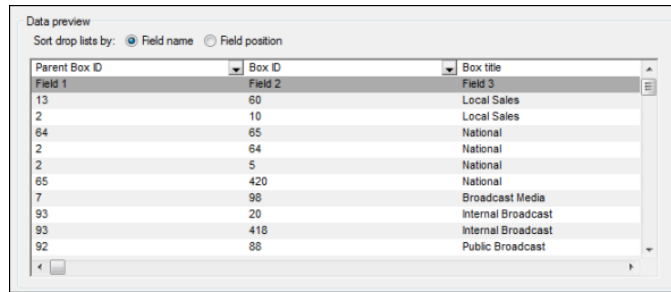 Data preview
Sort drop lists by: Field name Field position
Parent Box ID Box ID Box title
Field 1 Field 2 Field 3
13 60 Local Sales
2 10 Local Sales
64 65 National
2 64 National
2 5 National
65 420 National
7 98 Broadcast Media
93 20 Internal Broadcast
93 418 Internal Broadcast
92 88 Public Broadcast